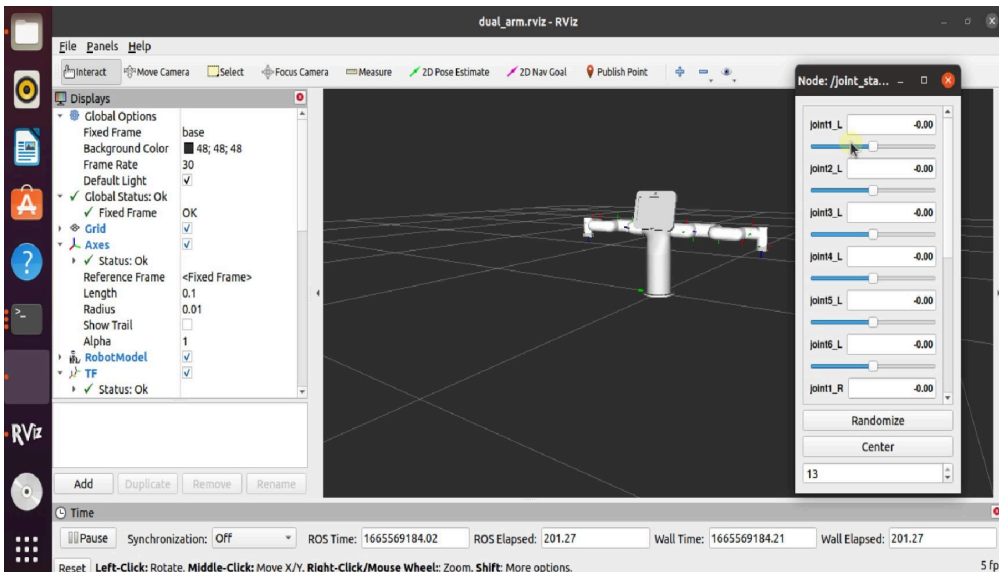 dual_arm.rviz - RViz
File Panels Help
Interact Move Camera Select Focus Camera Measure 2D Pose Estimate 2D Nav Goal Publish Point
Displays
Global Options
Fixed Frame base
Background Color 48; 48; 48
Frame Rate 30
Default Light
Global Status: Ok
Fixed Frame OK
Grid
Axes
Status: Ok
Reference Frame <Fixed Frame>
Length 0.1
Radius 0.01
Show Trail
Alpha 1
RobotModel
TF
Status: Ok
Add Duplicate Remove Rename
Node: /joint_sta...
joint1_L -0.00
joint2_L -0.00
joint3_L -0.00
joint4_L -0.00
joint5_L -0.00
joint6_L -0.00
joint1_R -0.00
Randomize
Center
13
RViz
Time
Pause Synchronization: Off ROS Time: 1665569184.02 ROS Elapsed: 201.27 Wall Time: 1665569184.21 Wall Elapsed: 201.27
Reset Left-Click: Rotate. Middle-Click: Move X/Y. Right-Click/Mouse Wheel:: Zoom. Shift: More options. 5 fp